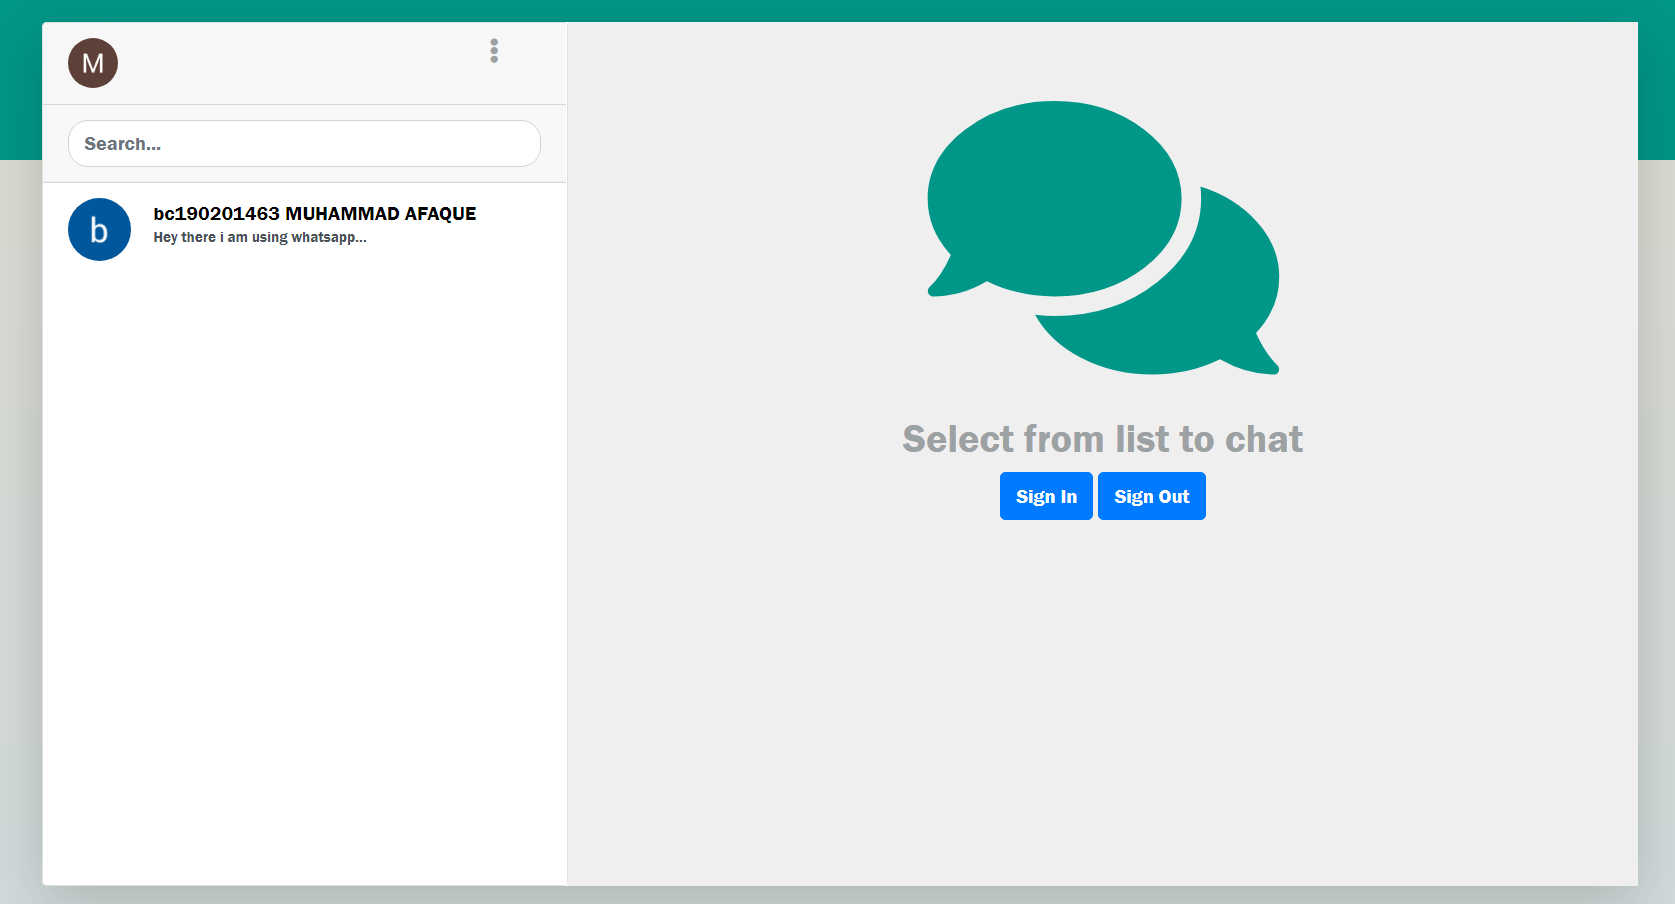 M
Search...
b
bc190201463 MUHAMMAD AFAQUE
Hey there i am using whatsapp...
Select from list to chat
Sign In
Sign Out